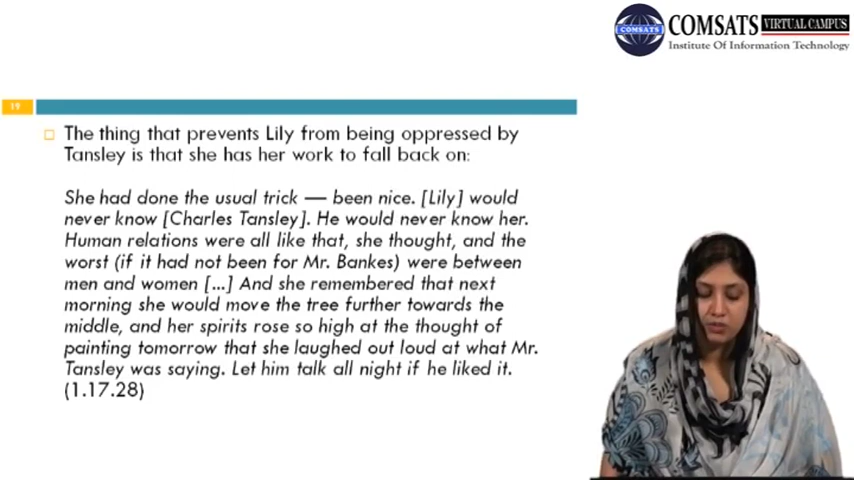 COMSATS VIRTUAL CAMPUS
COMSATS
Institute Of Information Technology
19
The thing that prevents Lily from being oppressed by
Tansley is that she has her work to fall back on:
She had done the usual trick — been nice. [Lily] would
never know [Charles Tansley]. He would never know her.
Human relations were all like that, she thought, and the
worst (if it had not been for Mr. Bankes) were between
men and women [...] And she remembered that next
morning she would move the tree further towards the
middle, and her spirits rose so high at the thought of
painting tomorrow that she laughed out loud at what Mr.
Tansley was saying. Let him talk all night if he liked it.
(1.17.28)